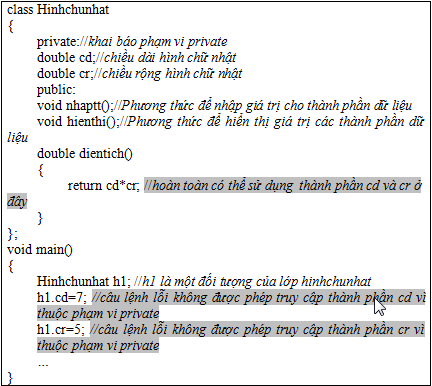 class Hinhchunhat
{
private://khai báo phạm vi private
double cd;//chiều dài hình chữ nhật
double cr;//chiều rộng hình chữ nhật
public:
void nhaptt();//Phương thức để nhập giá trị cho thành phần dữ liệu
void hienthi();//Phương thức để hiển thị giá trị các thành phần dữ
liệu
double dientich()
{
return cd*cr; //hoàn toàn có thể sử dụng thành phần cd và cr ở
đây
}
};
void main()
{
Hinhchunhat h1; //h1 là một đối tượng của lớp hinhchunhat
h1.cd=7; //câu lệnh lỗi không được phép truy cập thành phần cd vì
thuộc phạm vi private
h1.cr=5; //câu lệnh lỗi không được phép truy cập thành phần cr vì
thuộc phạm vi private
...
}